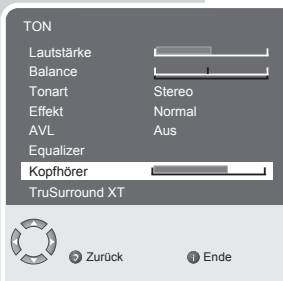 TON
Lautstärke
Balance
Tonart Stereo
Effekt Normal
AVL Aus
Equalizer
Kopfhörer
TruSurround XT
Zurück Ende